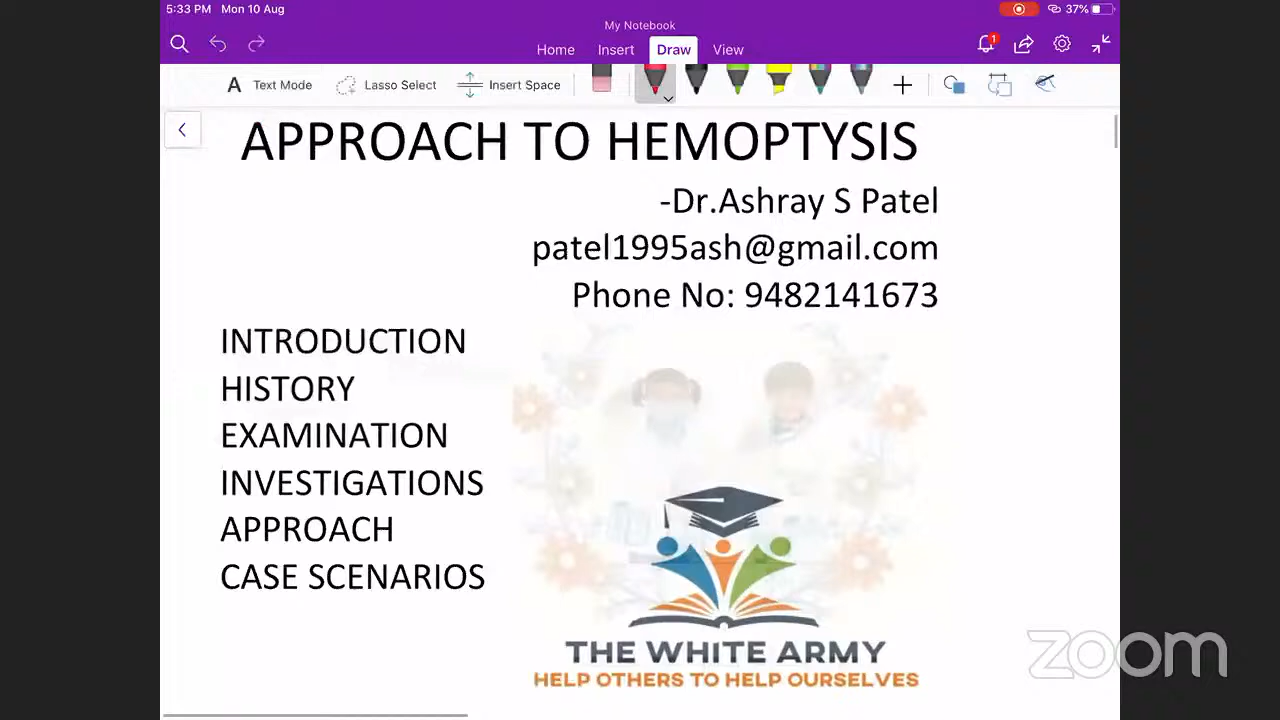 5:33 PM Mon 10 Aug 37%
My Notebook
Home Insert Draw View
1
A Text Mode Lasso Select Insert Space
APPROACH TO HEMOPTYSIS
-Dr.Ashray S Patel
patel1995ash@gmail.com
Phone No: 9482141673
INTRODUCTION
HISTORY
EXAMINATION
INVESTIGATIONS
APPROACH
CASE SCENARIOS
THE WHITE ARMY
HELP OTHERS TO HELP OURSELVES
zoom